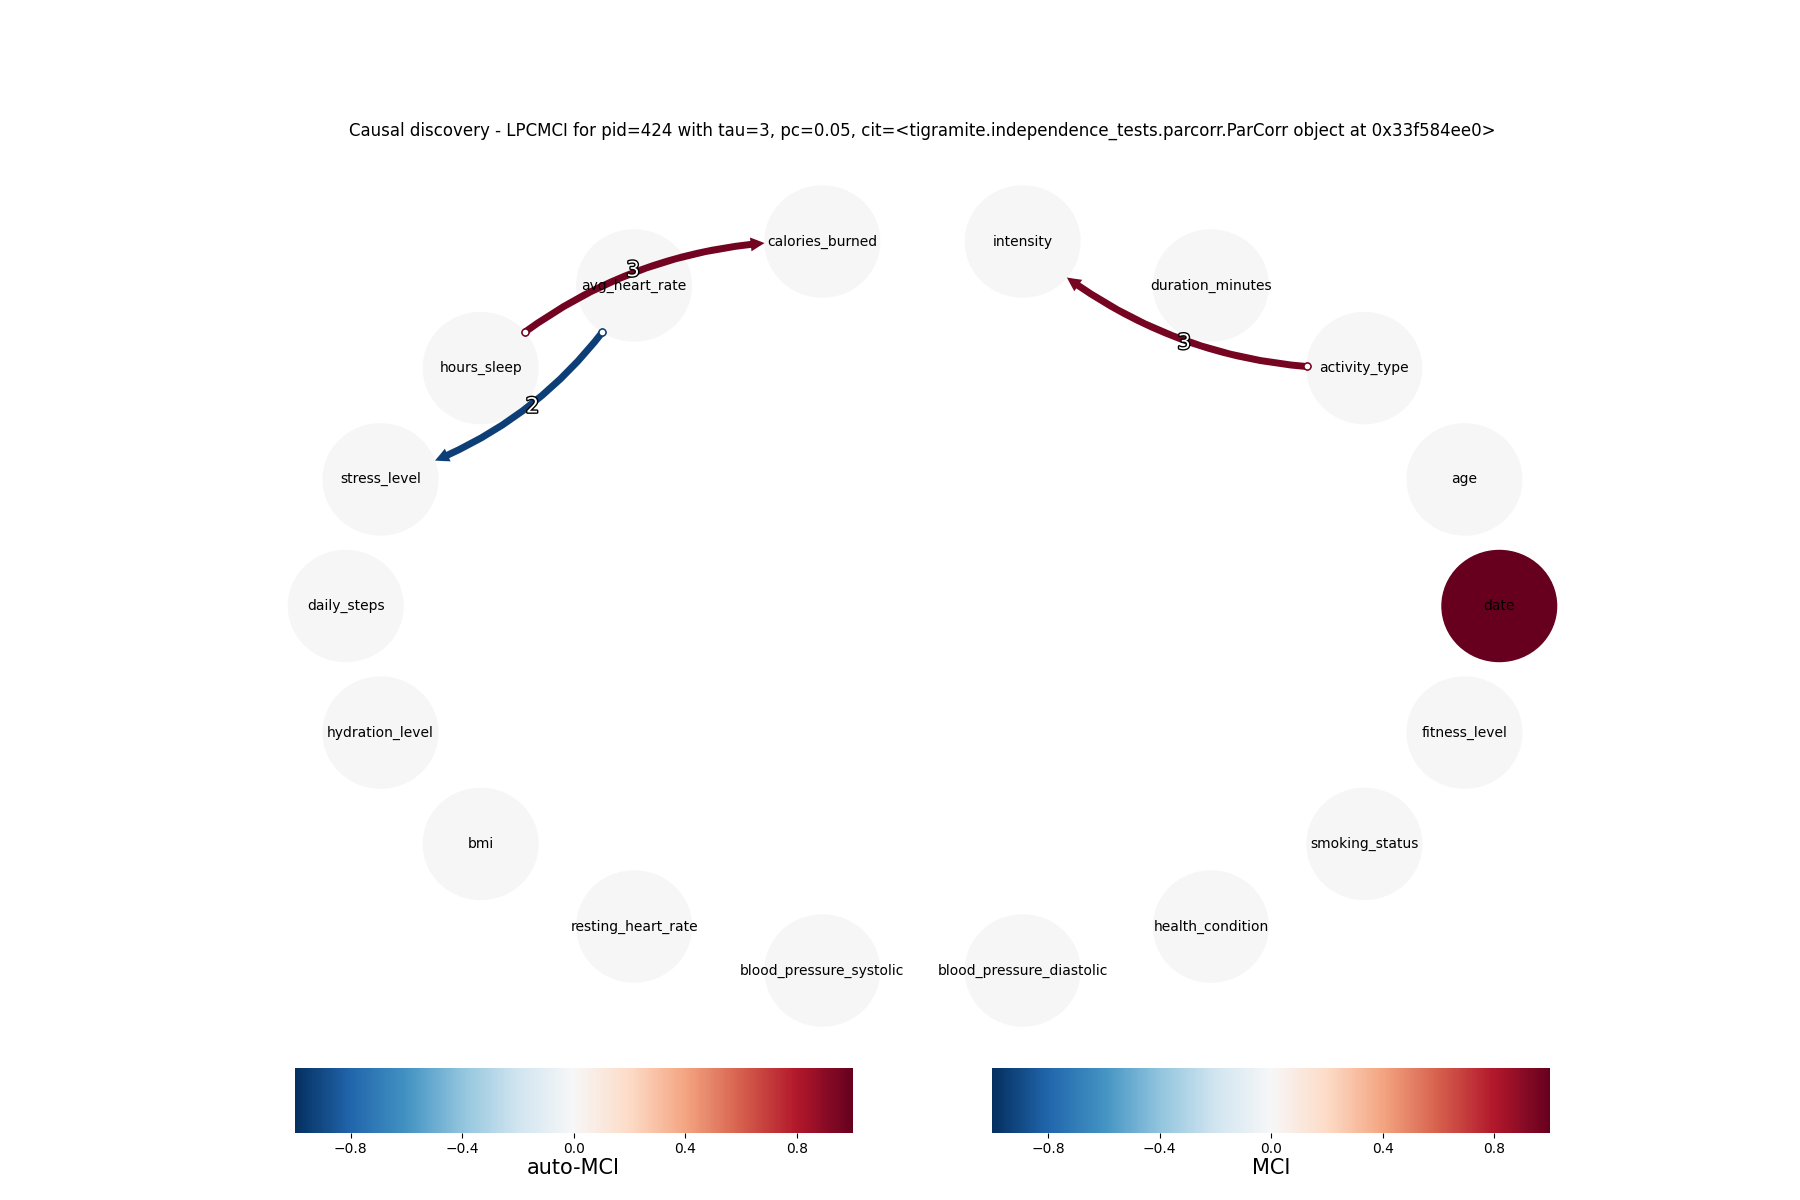 Causal discovery - LPCMCI for pid=424 with tau=3, pc=0.05, cit=<tigramite.independence_tests.parcorr.ParCorr object at 0x33f584ee0>
calories_burned
intensity
3
avg_heart_rate
duration_minutes
3
hours_sleep
activity_type
2
stress_level
age
daily_steps
date
hydration_level
fitness_level
bmi
smoking_status
resting_heart_rate
health_condition
blood_pressure_systolic
blood_pressure_diastolic
−0.8 −0.4 0.0 0.4 0.8
auto-MCI
−0.8 −0.4 0.0 0.4 0.8
MCI